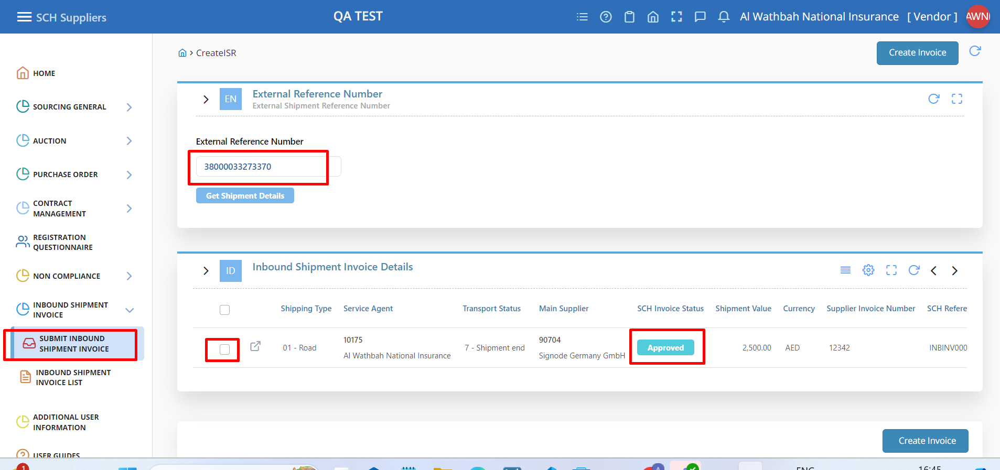 SCH Suppliers
QA TEST
Al Wathbah National Insurance [ Vendor ]
AWNI
CreateISR
Create Invoice
HOME
SOURCING GENERAL
AUCTION
PURCHASE ORDER
CONTRACT
MANAGEMENT
REGISTRATION
QUESTIONNAIRE
NON COMPLIANCE
INBOUND SHIPMENT
INVOICE
SUBMIT INBOUND
SHIPMENT INVOICE
INBOUND SHIPMENT
INVOICE LIST
ADDITIONAL USER
INFORMATION
USER GUIDES
EN
External Reference Number
External Shipment Reference Number
External Reference Number
38000033273370
Get Shipment Details
ID
Inbound Shipment Invoice Details
Shipping Type Service Agent Transport Status Main Supplier SCH Invoice Status Shipment Value Currency Supplier Invoice Number SCH Refere
01 - Road 10175 7 - Shipment end 90704 Approved 2,500.00 AED 12342 INBINV000
Al Wathbah National Insurance Signode Germany GmbH
Create Invoice
1
ENG
16:45